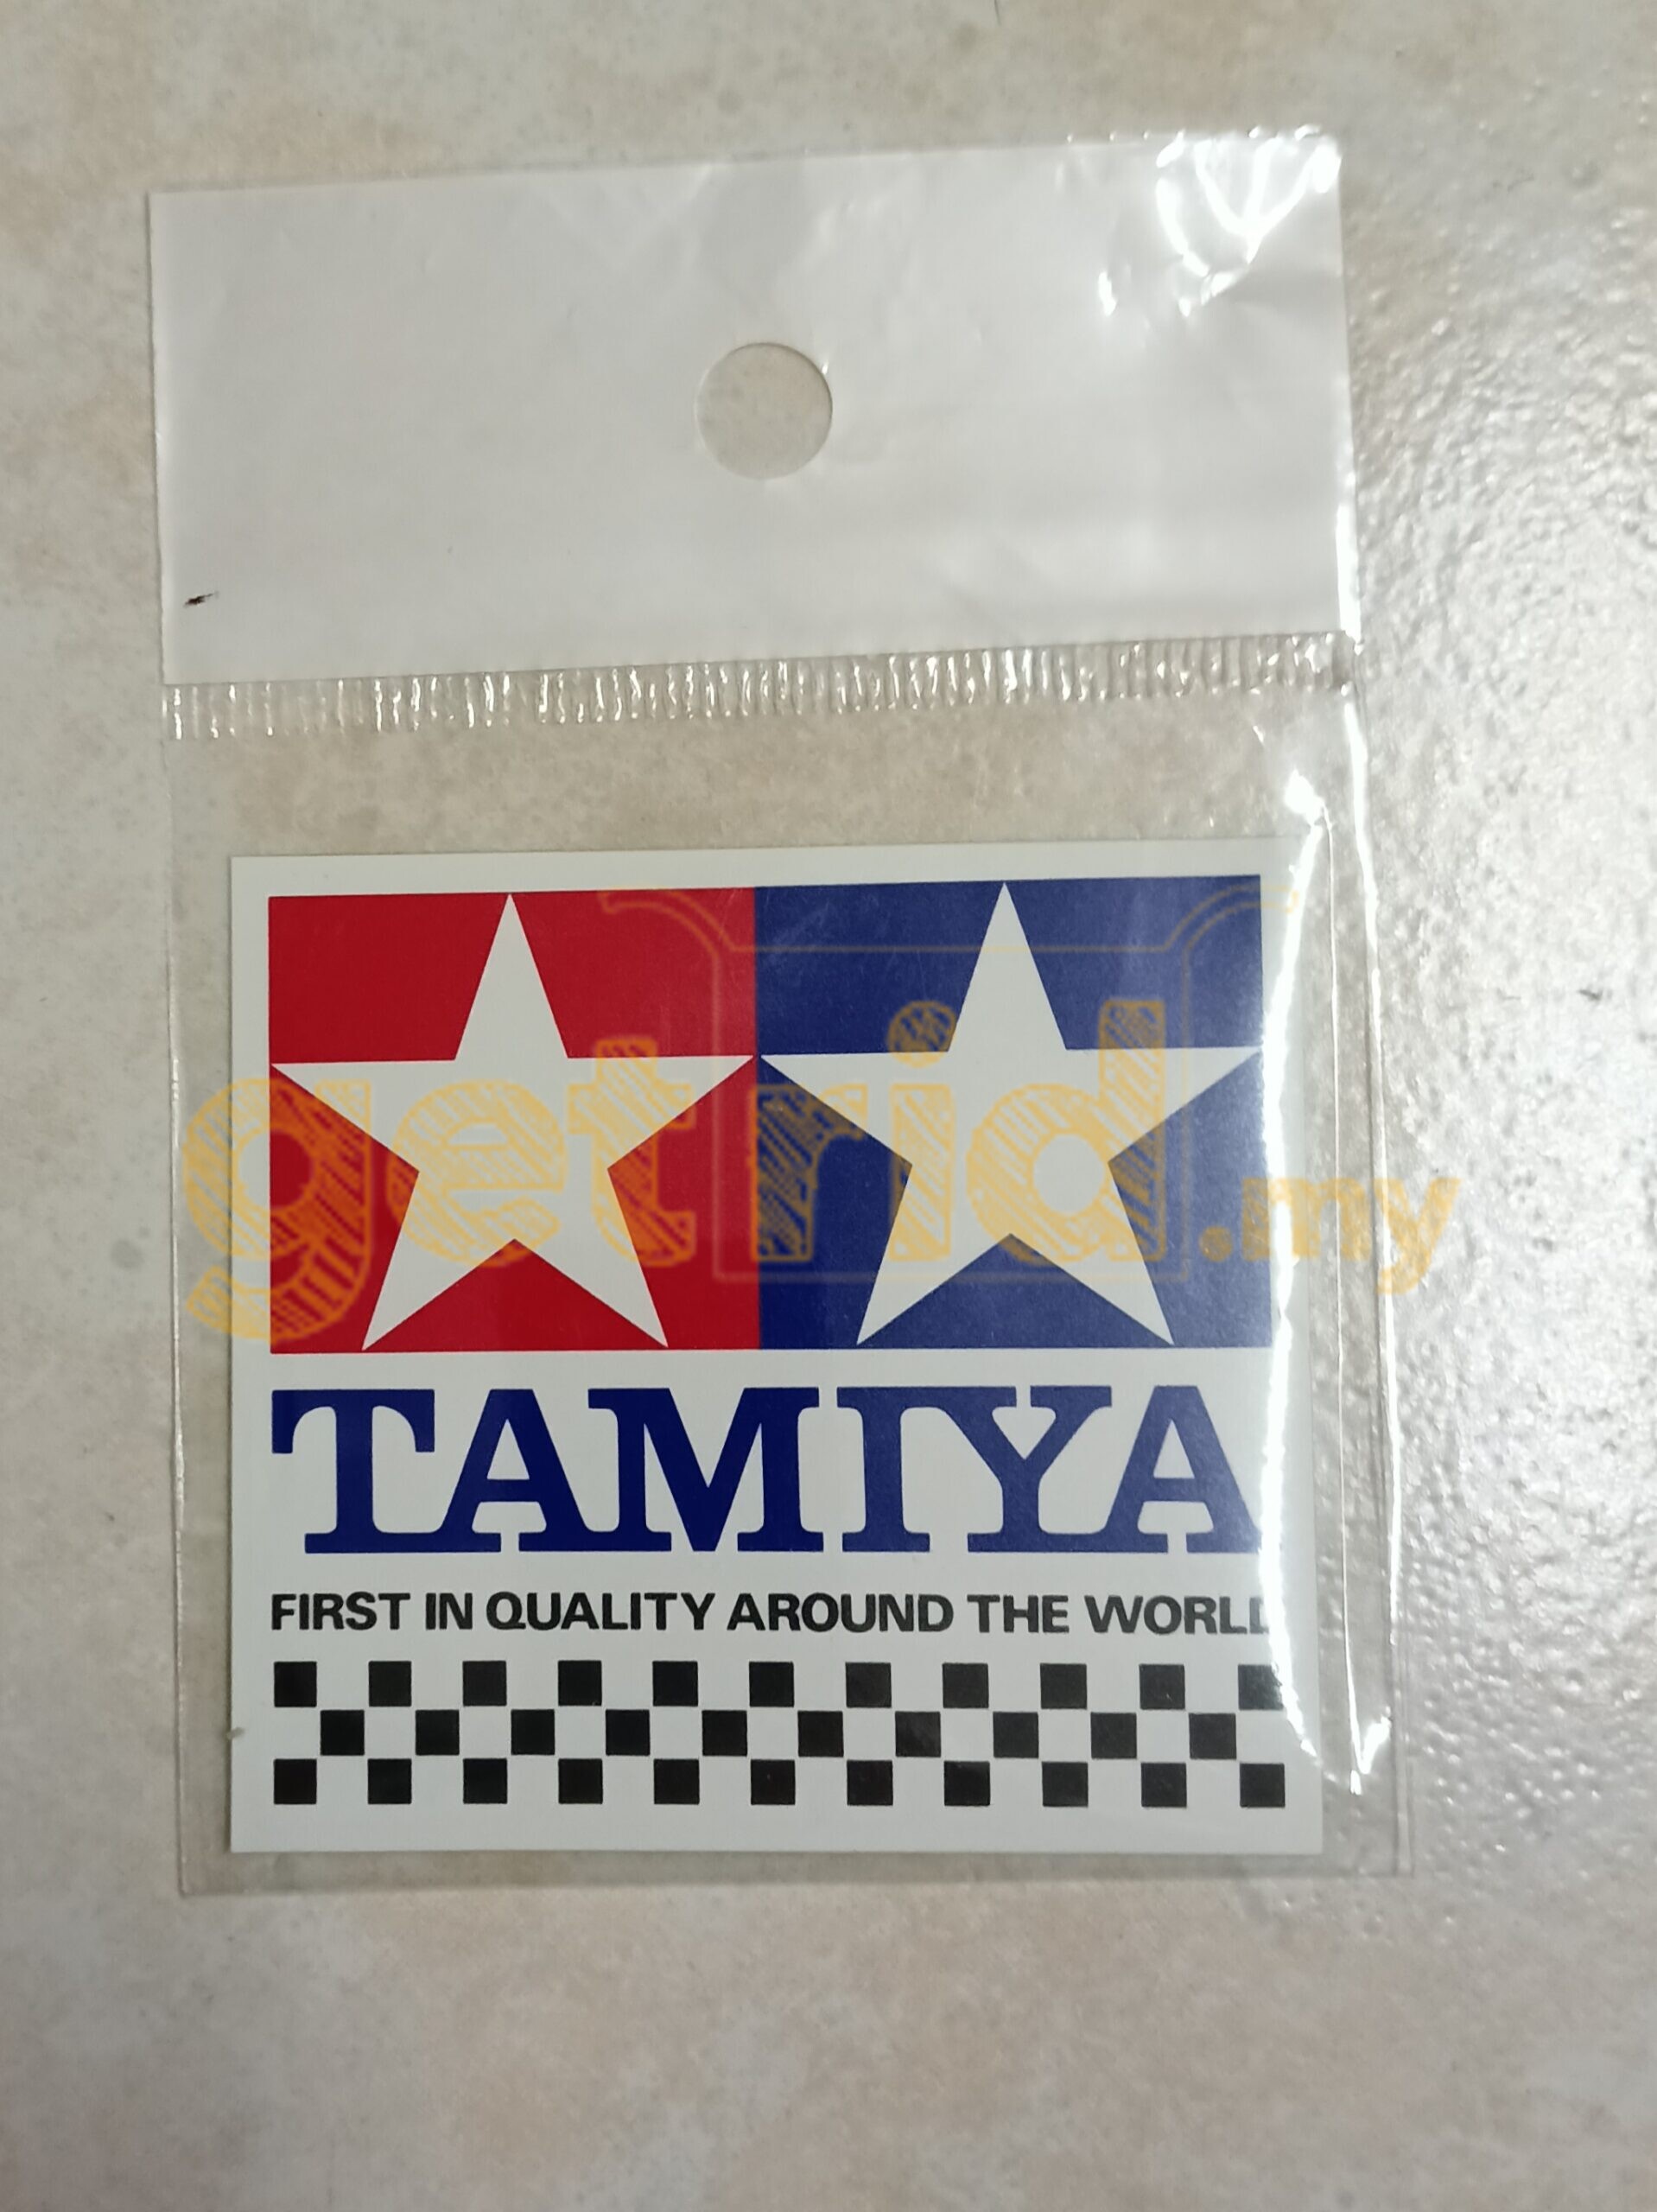 getrid.my
TAMIYA
FIRST IN QUALITY AROUND THE WORLD